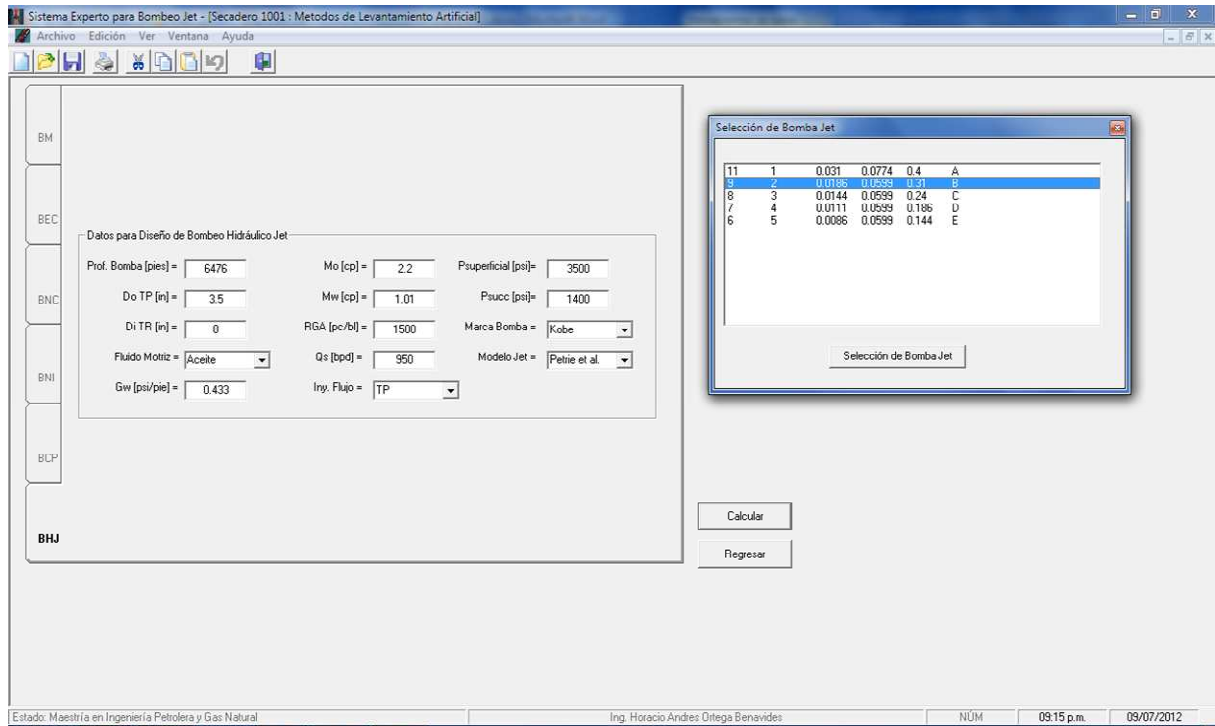 Sistema Experto para Bombeo Jet - [Secadero 1001 : Metodos de Levantamiento Artificial]
Archivo Edición Ver Ventana Ayuda
BM
BEC
BNC
BNI
BCP
BHJ
Datos para Diseño de Bombeo Hidráulico Jet
Prof. Bomba [pies] = 6476 Mo [cp] = 2.2 Psuperficial [psi]= 3500
Do TP [in] = 3.5 Mw [cp] = 1.01 Psucc [psi]= 1400
Di TR [in] = 0 RGA [pc/bl] = 1500 Marca Bomba = Kobe
Fluido Motriz = Aceite Qs [bpd] = 950 Modelo Jet = Petrie et al.
Gw [psi/pie] = 0.433 Iny. Flujo = TP
Selección de Bomba Jet
11 1 0.031 0.0774 0.4 A
9 2 0.0186 0.0599 0.31 B
8 3 0.0144 0.0599 0.24 C
7 4 0.0111 0.0599 0.186 D
6 5 0.0086 0.0599 0.144 E
Selección de Bomba Jet
Calcular
Regresar
Estado: Maestría en Ingeniería Petrolera y Gas Natural Ing. Horacio Andres Ortega Benavides NÚM 09:15 p.m. 09/07/2012